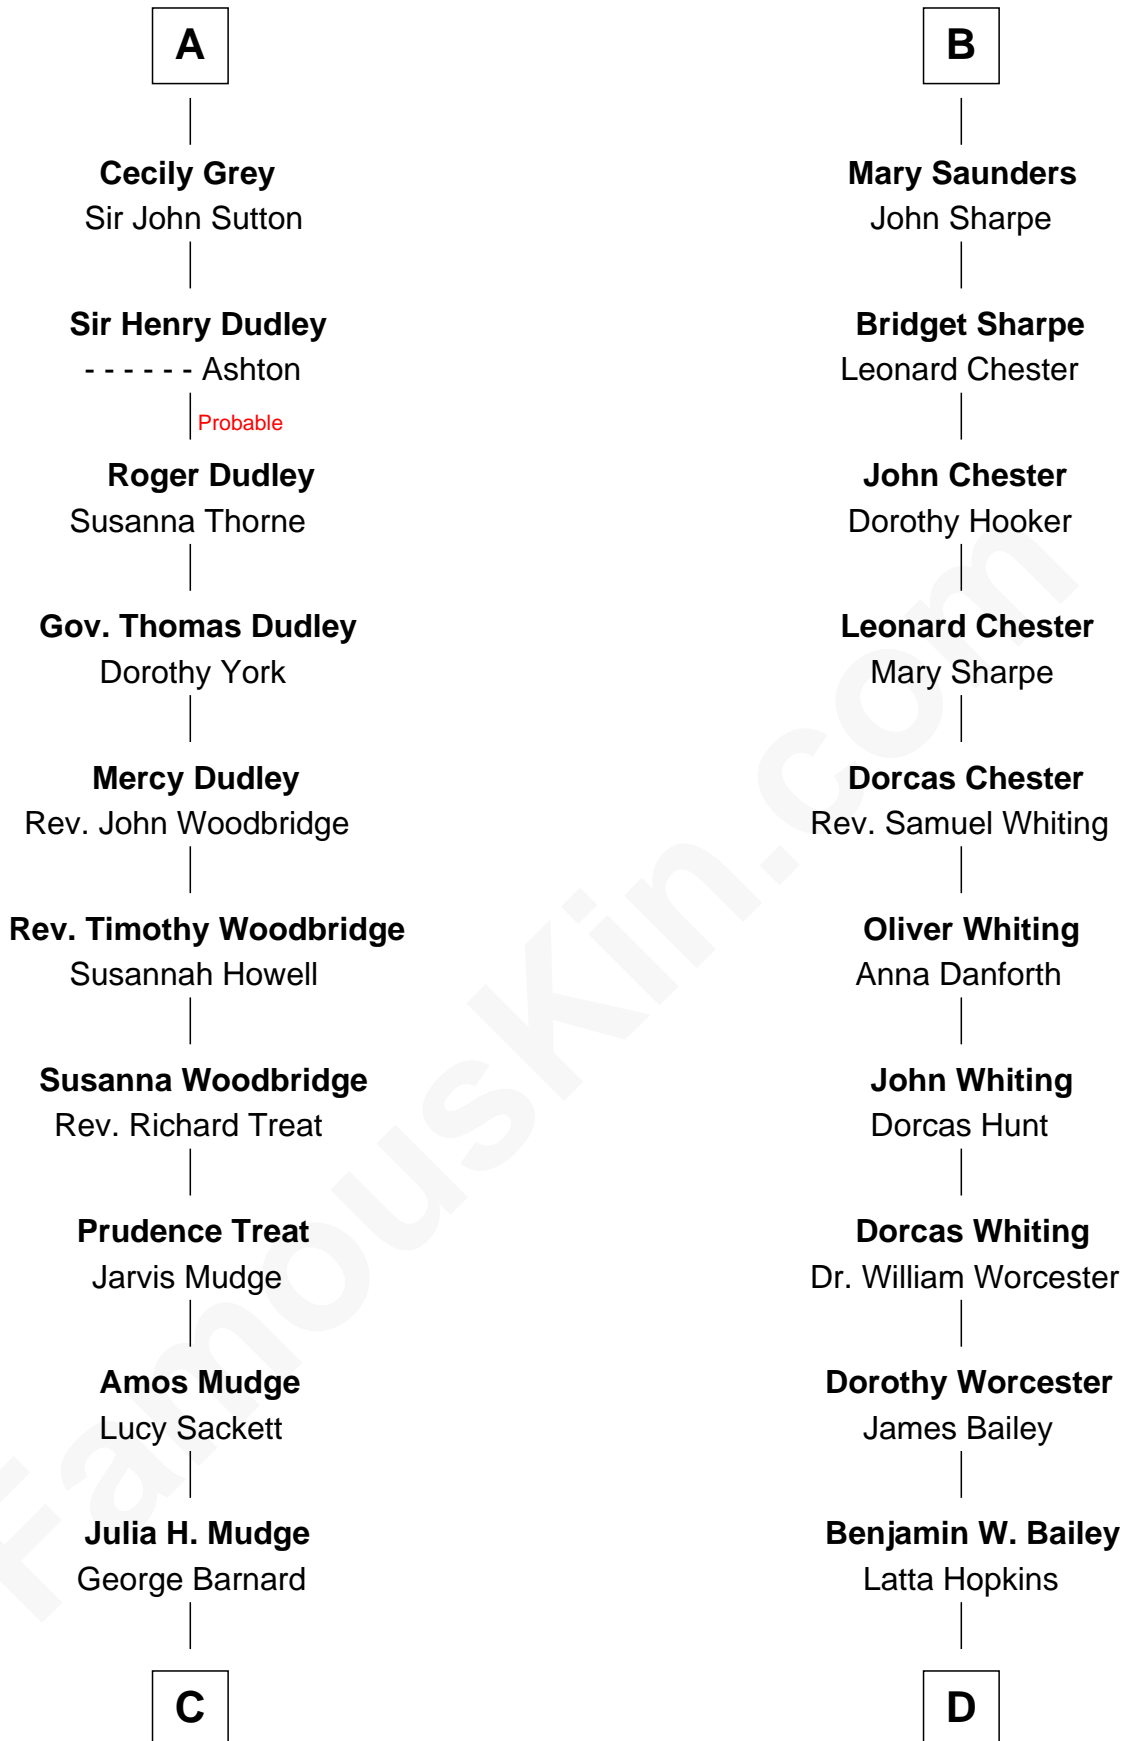 A
Cecily Grey
Sir John Sutton
Sir Henry Dudley
- - - - - - Ashton
Probable
Roger Dudley
Susanna Thorne
Gov. Thomas Dudley
Dorothy York
Mercy Dudley
Rev. John Woodbridge
Rev. Timothy Woodbridge
Susannah Howell
Susanna Woodbridge
Rev. Richard Treat
Prudence Treat
Jarvis Mudge
Amos Mudge
Lucy Sackett
Julia H. Mudge
George Barnard
C
B
Mary Saunders
John Sharpe
Bridget Sharpe
Leonard Chester
John Chester
Dorothy Hooker
Leonard Chester
Mary Sharpe
Dorcas Chester
Rev. Samuel Whiting
Oliver Whiting
Anna Danforth
John Whiting
Dorcas Hunt
Dorcas Whiting
Dr. William Worcester
Dorothy Worcester
James Bailey
Benjamin W. Bailey
Latta Hopkins
D
FamousKin.com